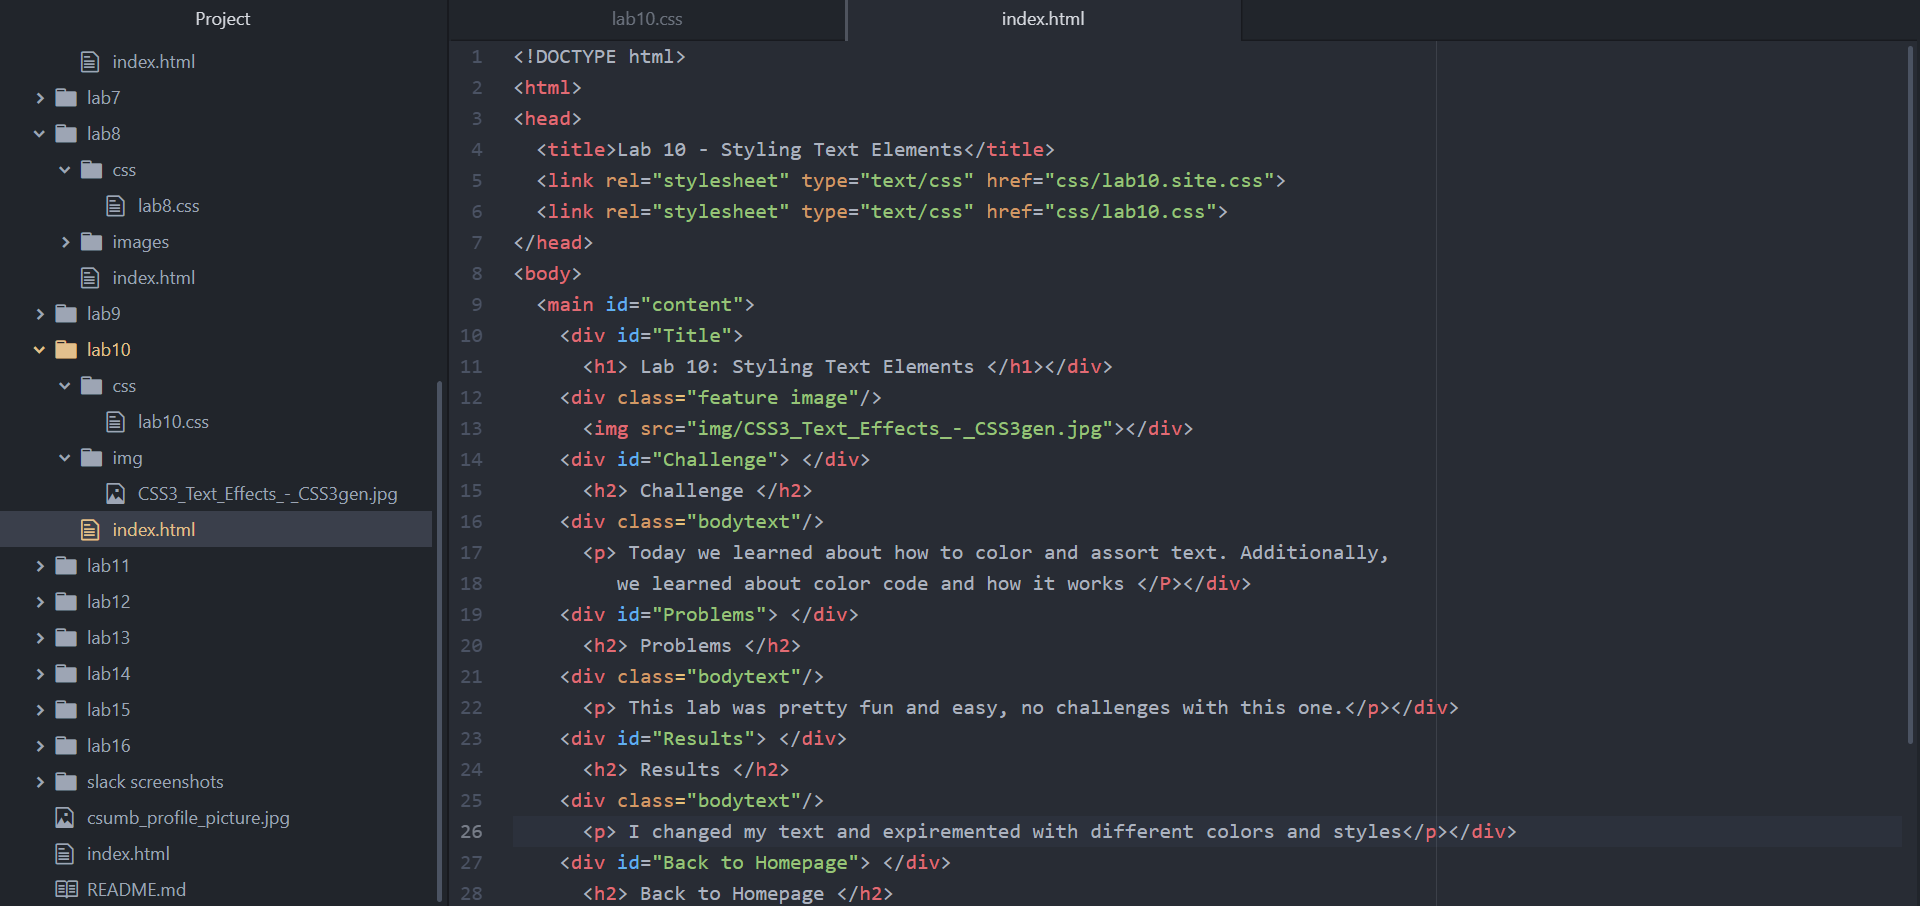 Project
index.html
lab7
lab8
css
lab8.css
images
index.html
lab9
lab10
css
lab10.css
img
CSS3_Text_Effects_-_CSS3gen.jpg
index.html
lab11
lab12
lab13
lab14
lab15
lab16
slack screenshots
csumb_profile_picture.jpg
index.html
README.md
lab10.css
index.html
1 <!DOCTYPE html>
2 <html>
3 <head>
4   <title>Lab 10 - Styling Text Elements</title>
5   <link rel="stylesheet" type="text/css" href="css/lab10.site.css">
6   <link rel="stylesheet" type="text/css" href="css/lab10.css">
7 </head>
8 <body>
9   <main id="content">
10     <div id="Title">
11       <h1> Lab 10: Styling Text Elements </h1></div>
12     <div class="feature image"/>
13       <img src="img/CSS3_Text_Effects_-_CSS3gen.jpg"></div>
14     <div id="Challenge"> </div>
15       <h2> Challenge </h2>
16     <div class="bodytext"/>
17       <p> Today we learned about how to color and assort text. Additionally,
18          we learned about color code and how it works </P></div>
19     <div id="Problems"> </div>
20       <h2> Problems </h2>
21     <div class="bodytext"/>
22       <p> This lab was pretty fun and easy, no challenges with this one.</p></div>
23     <div id="Results"> </div>
24       <h2> Results </h2>
25     <div class="bodytext"/>
26       <p> I changed my text and expiremented with different colors and styles</p></div>
27     <div id="Back to Homepage"> </div>
28       <h2> Back to Homepage </h2>